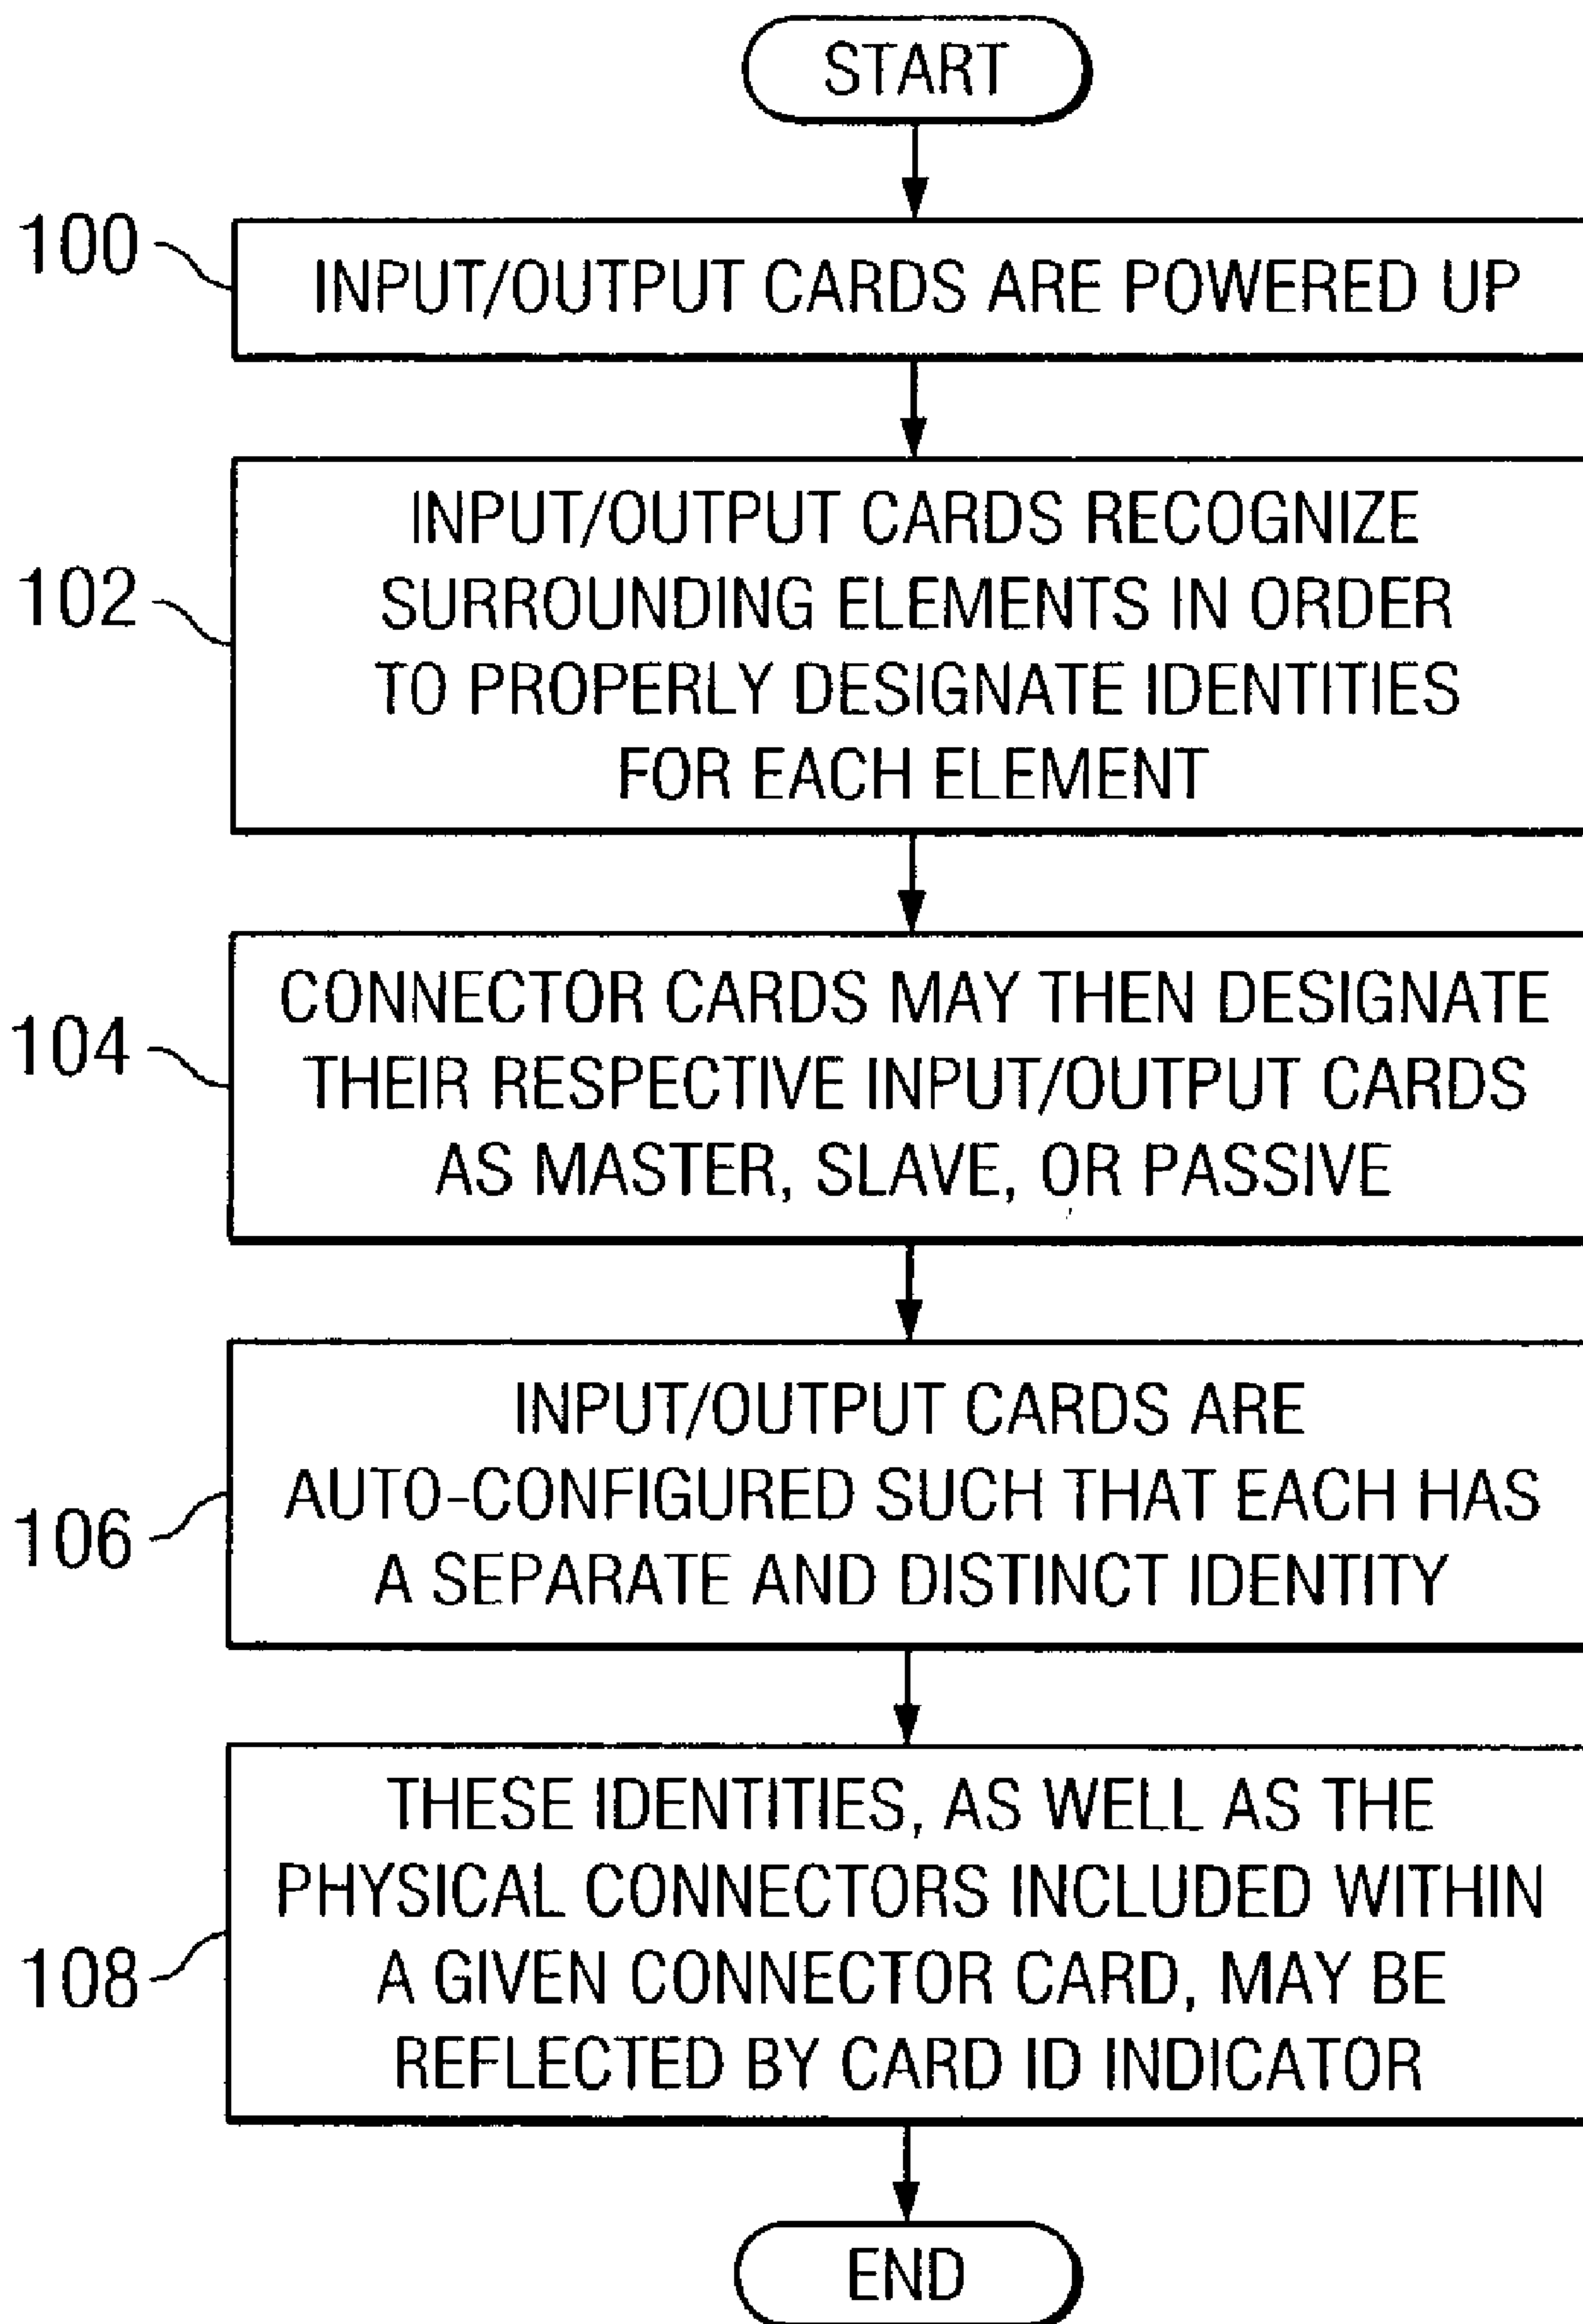 START
100
INPUT/OUTPUT CARDS ARE POWERED UP
102
INPUT/OUTPUT CARDS RECOGNIZE
SURROUNDING ELEMENTS IN ORDER
TO PROPERLY DESIGNATE IDENTITIES
FOR EACH ELEMENT
104
CONNECTOR CARDS MAY THEN DESIGNATE
THEIR RESPECTIVE INPUT/OUTPUT CARDS
AS MASTER, SLAVE, OR PASSIVE
106
INPUT/OUTPUT CARDS ARE
AUTO-CONFIGURED SUCH THAT EACH HAS
A SEPARATE AND DISTINCT IDENTITY
108
THESE IDENTITIES, AS WELL AS THE
PHYSICAL CONNECTORS INCLUDED WITHIN
A GIVEN CONNECTOR CARD, MAY BE
REFLECTED BY CARD ID INDICATOR
END